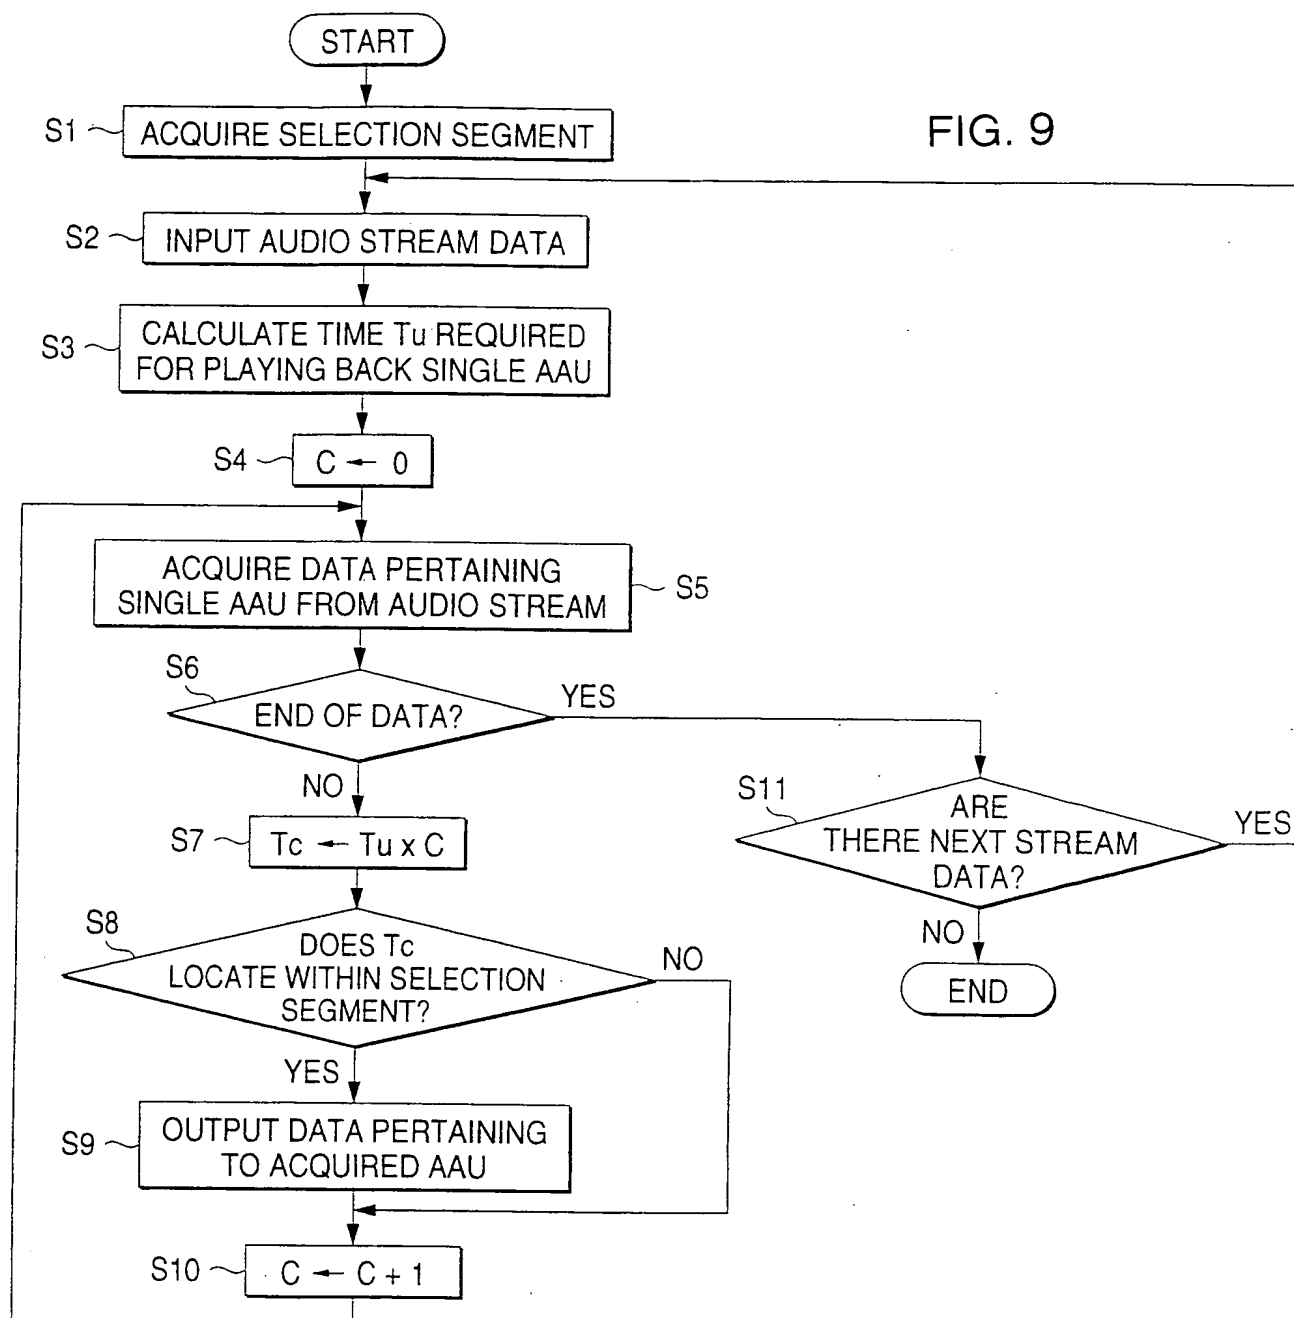 START
FIG. 9
S1
ACQUIRE SELECTION SEGMENT
S2
INPUT AUDIO STREAM DATA
S3
CALCULATE TIME Tu REQUIRED
FOR PLAYING BACK SINGLE AAU
S4
C ← 0
ACQUIRE DATA PERTAINING
SINGLE AAU FROM AUDIO STREAM
S5
S6
END OF DATA?
YES
NO
S7
Tc ← Tu x C
S11
ARE
THERE NEXT STREAM
DATA?
YES
NO
END
S8
DOES Tc
LOCATE WITHIN SELECTION
SEGMENT?
NO
YES
S9
OUTPUT DATA PERTAINING
TO ACQUIRED AAU
S10
C ← C + 1